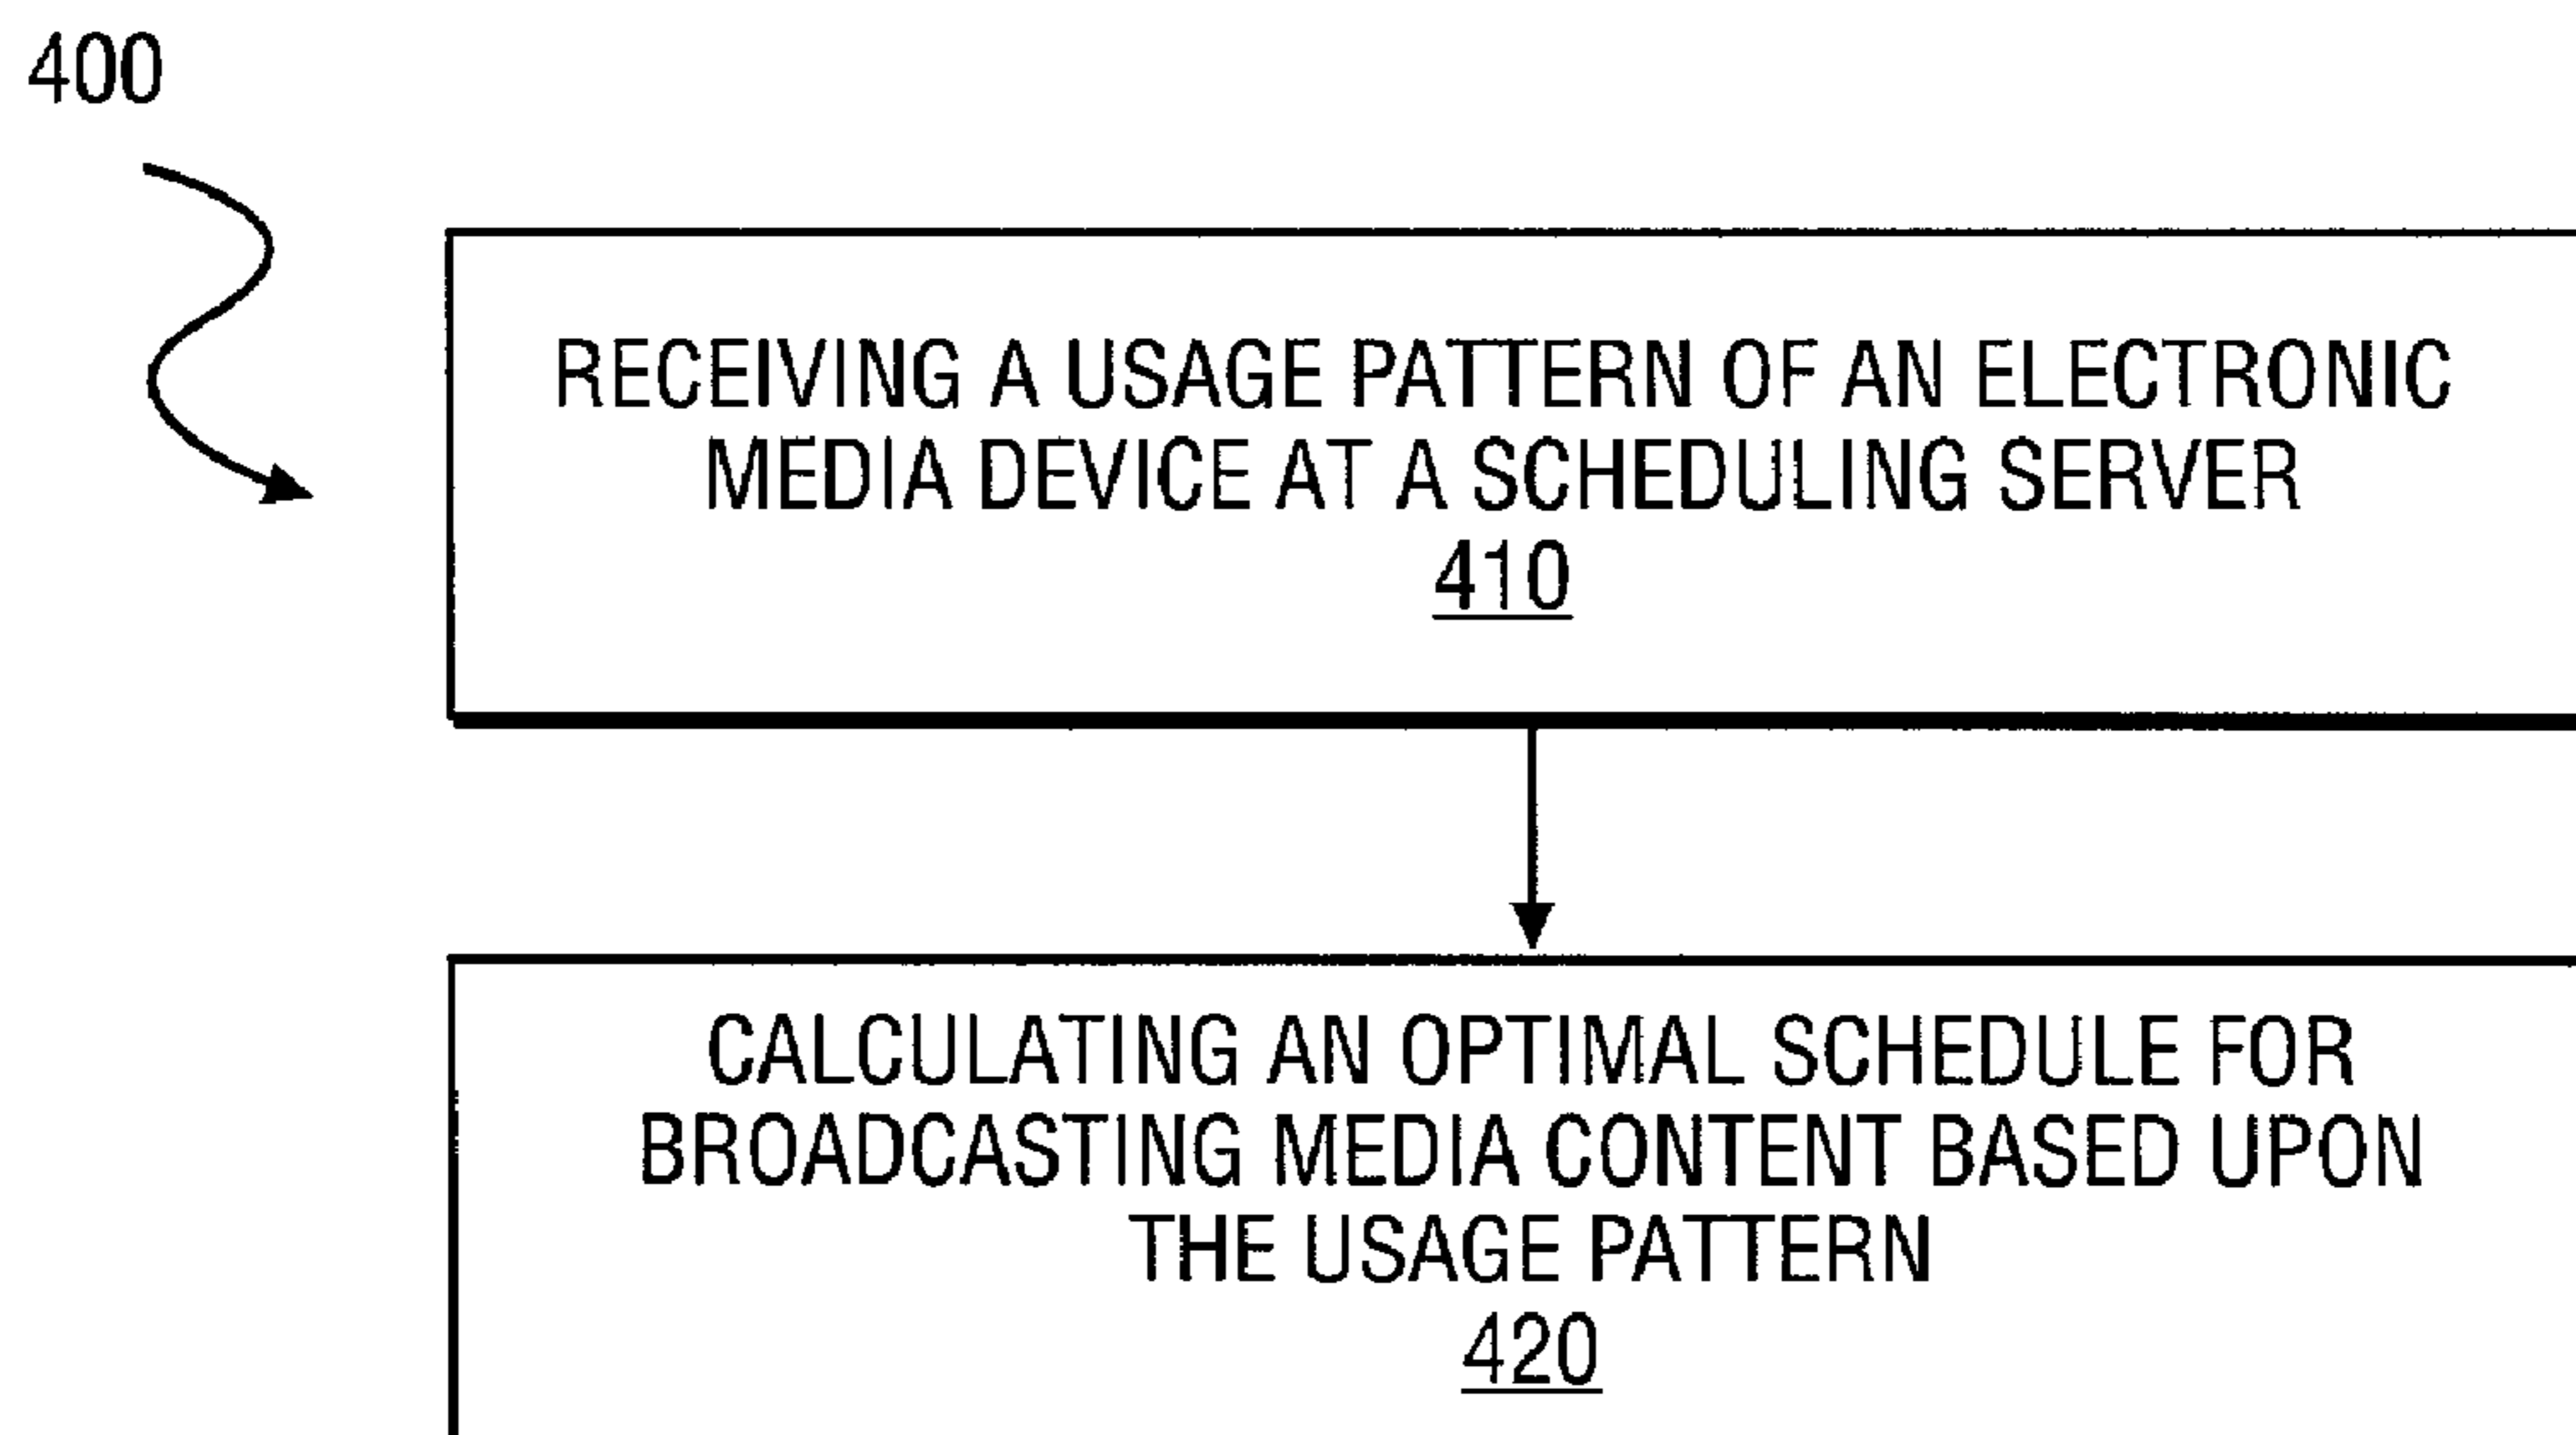 400
RECEIVING A USAGE PATTERN OF AN ELECTRONIC
MEDIA DEVICE AT A SCHEDULING SERVER
410
CALCULATING AN OPTIMAL SCHEDULE FOR
BROADCASTING MEDIA CONTENT BASED UPON
THE USAGE PATTERN
420